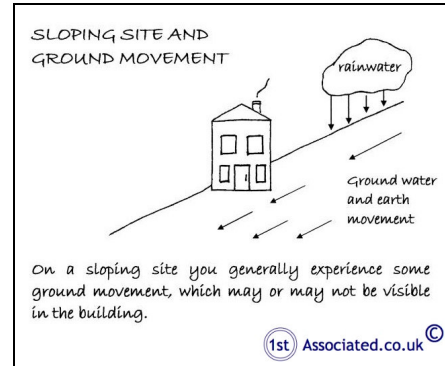 SLOPING SITE AND
GROUND MOVEMENT
rainwater
Ground water
and earth
movement
On a sloping site you generally experience some
ground movement, which may or may not be visible
in the building.
1st Associated.co.uk ©